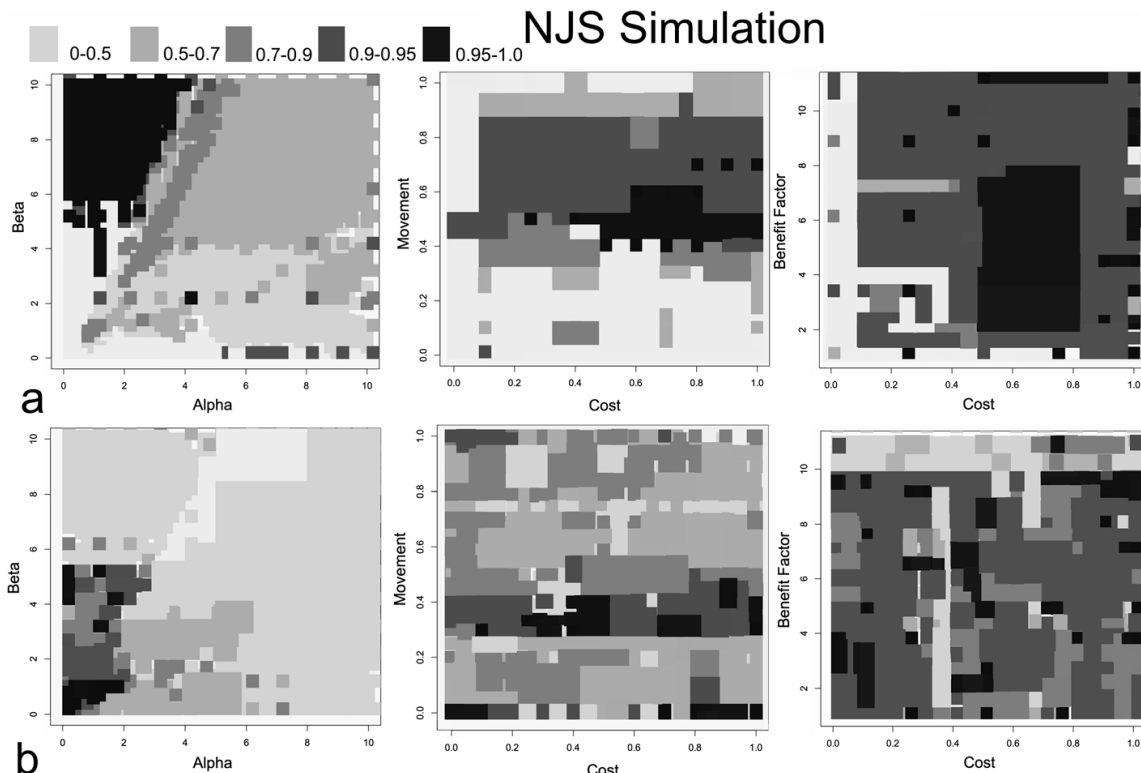 NJS Simulation
0-0.5 0.5-0.7 0.7-0.9 0.9-0.95 0.95-1.0
Beta
0 2 4 6 8 10
0 2 4 6 8 10
Alpha
Movement
0.0 0.2 0.4 0.6 0.8 1.0
0.0 0.2 0.4 0.6 0.8 1.0
Cost
Benefit Factor
2 4 6 8 10
0.0 0.2 0.4 0.6 0.8 1.0
Cost
a
Beta
0 2 4 6 8 10
0 2 4 6 8 10
Alpha
Movement
0.0 0.2 0.4 0.6 0.8 1.0
0.0 0.2 0.4 0.6 0.8 1.0
Cost
Benefit Factor
2 4 6 8 10
0.0 0.2 0.4 0.6 0.8 1.0
Cost
b